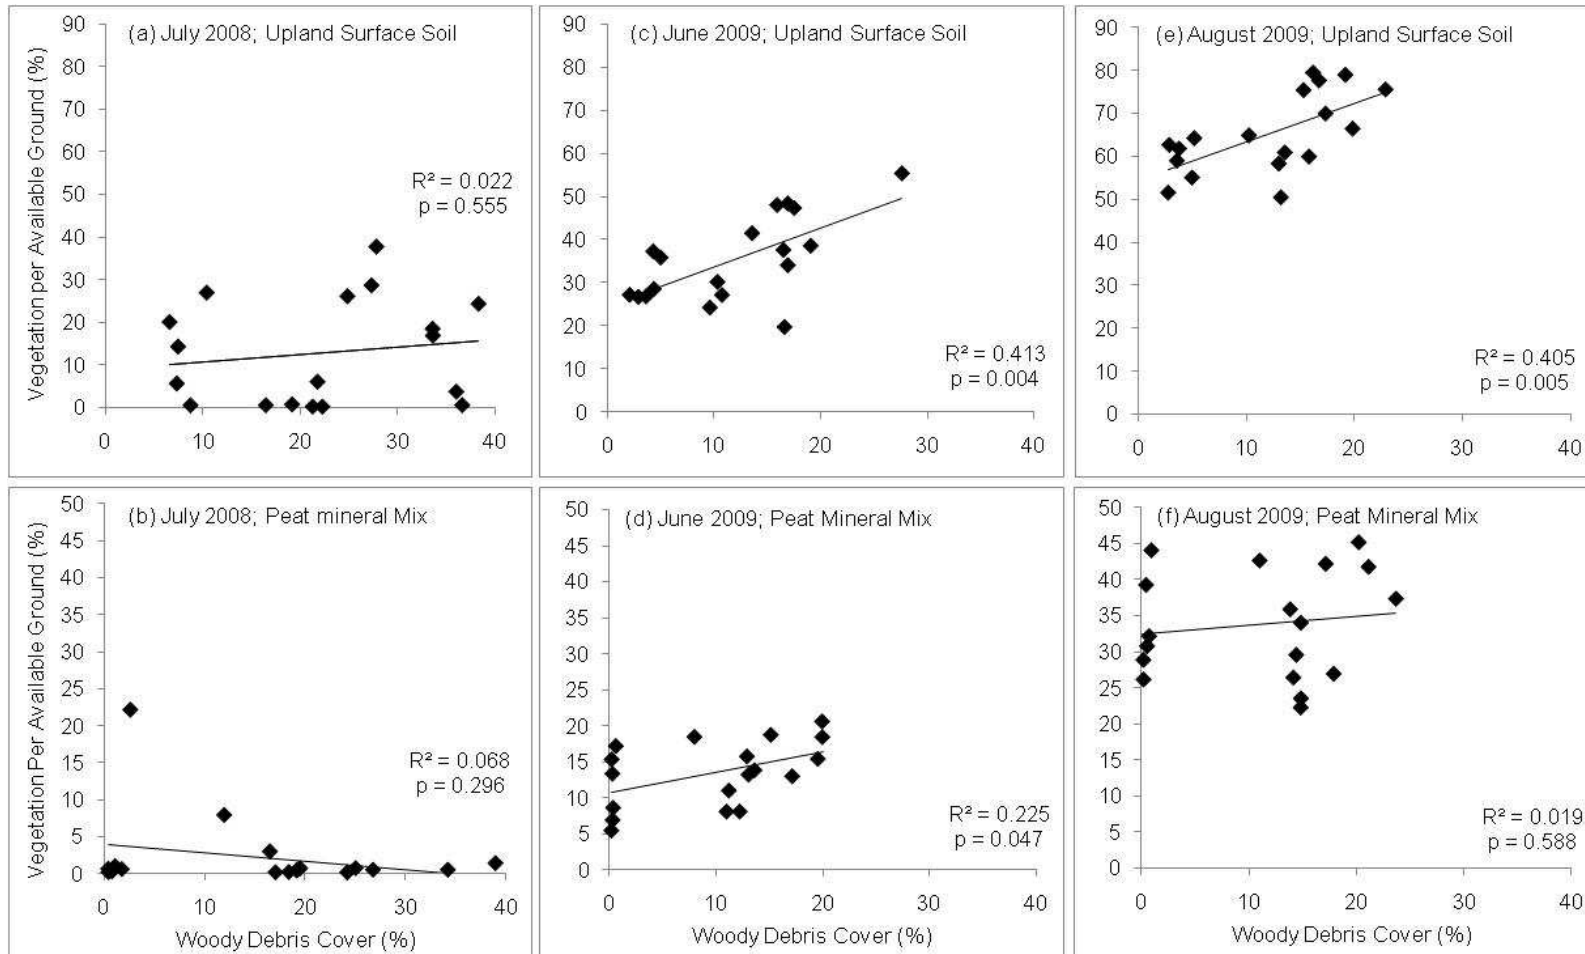 (a) July 2008; Upland Surface Soil
Vegetation per Available Ground (%)
90
80
70
60
50
40
30
20
10
0
R² = 0.022
p = 0.555
0 10 20 30 40
(c) June 2009; Upland Surface Soil
90
80
70
60
50
40
30
20
10
0
R² = 0.413
p = 0.004
0 10 20 30 40
(e) August 2009; Upland Surface Soil
90
80
70
60
50
40
30
20
10
0
R² = 0.405
p = 0.005
0 10 20 30 40
(b) July 2008; Peat mineral Mix
Vegetation Per Available Ground (%)
50
45
40
35
30
25
20
15
10
5
0
R² = 0.068
p = 0.296
0 10 20 30 40
Woody Debris Cover (%)
(d) June 2009; Peat Mineral Mix
50
45
40
35
30
25
20
15
10
5
0
R² = 0.225
p = 0.047
0 10 20 30 40
Woody Debris Cover (%)
(f) August 2009; Peat Mineral Mix
50
45
40
35
30
25
20
15
10
5
0
R² = 0.019
p = 0.588
0 10 20 30 40
Woody Debris Cover (%)